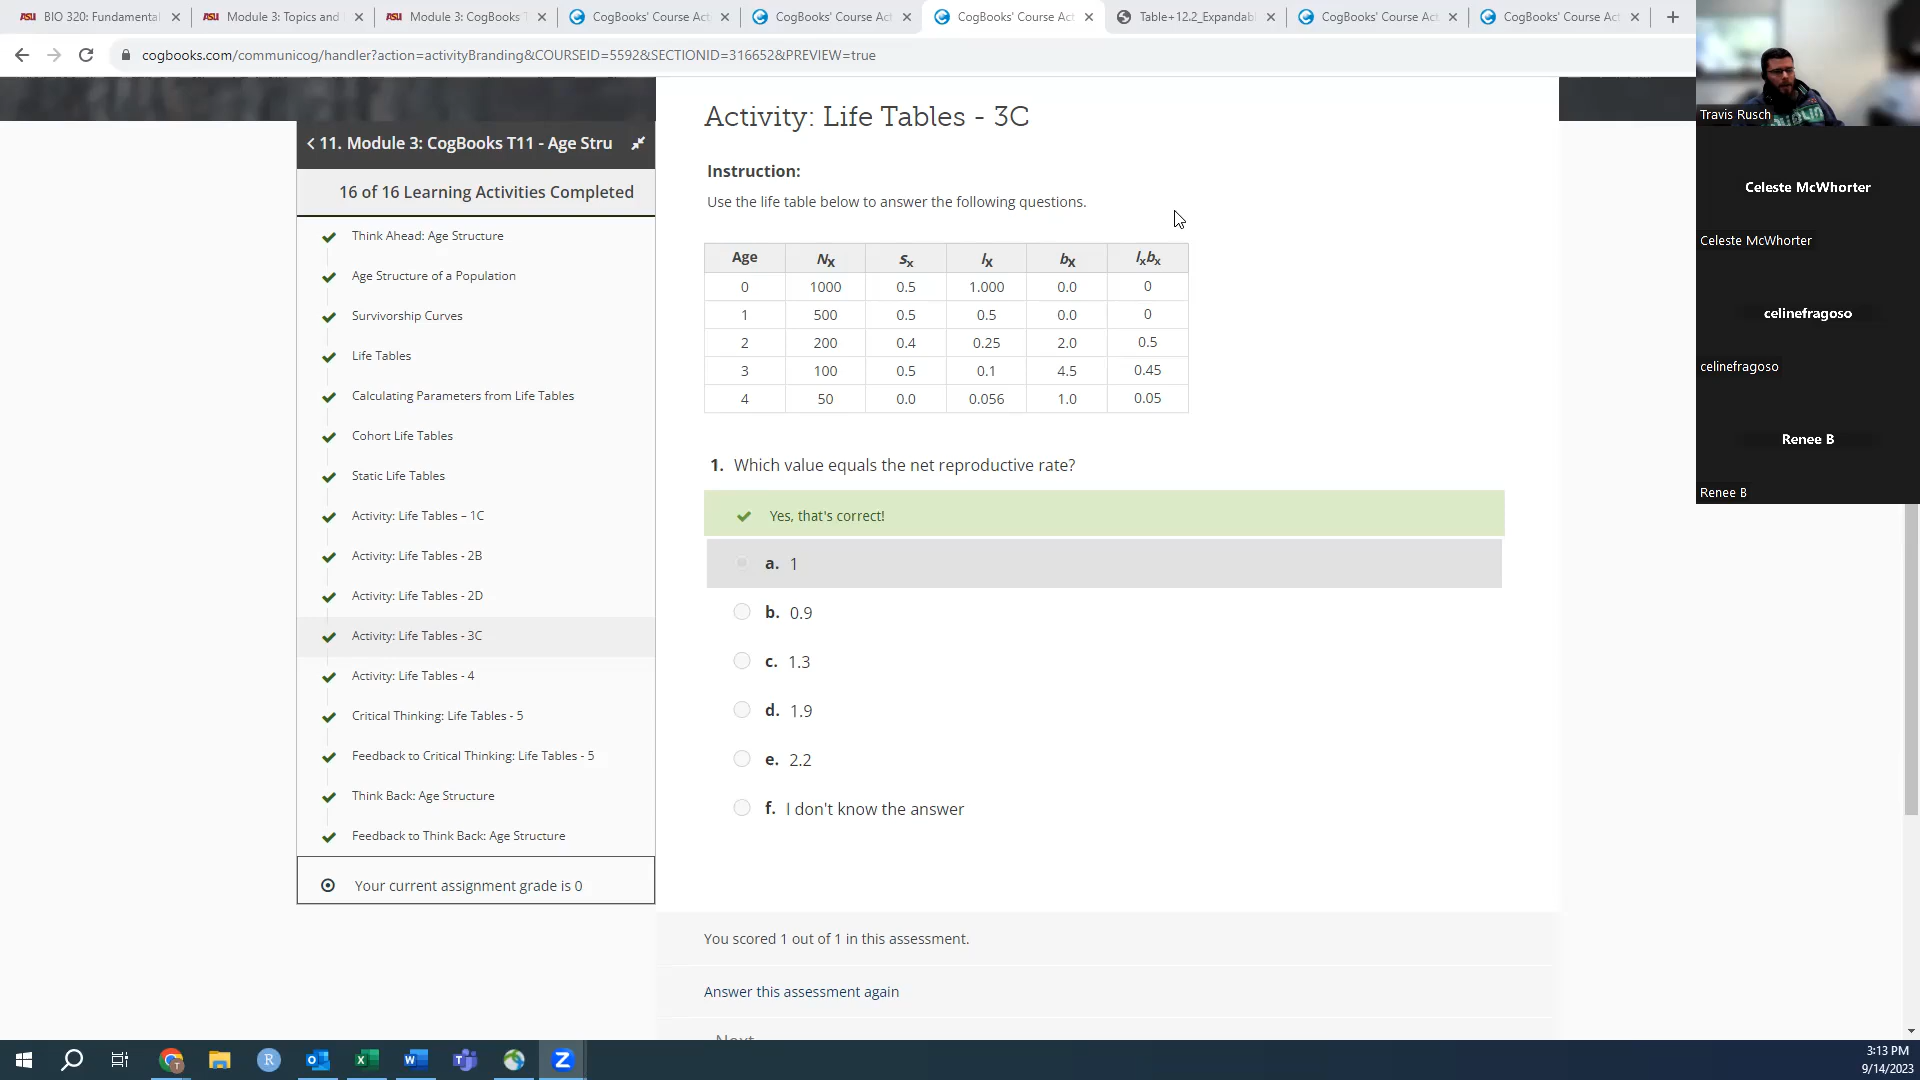 BIO 320: Fundamental
Module 3: Topics and
Module 3: CogBooks T
CogBooks' Course Act
CogBooks' Course Act
CogBooks' Course Act
Table+12.2_Expandab
CogBooks' Course Act
CogBooks' Course Act
cogbooks.com/communicog/handler?action=activityBranding&COURSEID=5592&SECTIONID=316652&PREVIEW=true
11. Module 3: CogBooks T11 - Age Stru
16 of 16 Learning Activities Completed
Think Ahead: Age Structure
Age Structure of a Population
Survivorship Curves
Life Tables
Calculating Parameters from Life Tables
Cohort Life Tables
Static Life Tables
Activity: Life Tables – 1C
Activity: Life Tables - 2B
Activity: Life Tables - 2D
Activity: Life Tables - 3C
Activity: Life Tables - 4
Critical Thinking: Life Tables - 5
Feedback to Critical Thinking: Life Tables - 5
Think Back: Age Structure
Feedback to Think Back: Age Structure
Your current assignment grade is 0
Activity: Life Tables - 3C
Instruction:
Use the life table below to answer the following questions.
Age Nx sx lx bx lxbx
0 1000 0.5 1.000 0.0 0
1 500 0.5 0.5 0.0 0
2 200 0.4 0.25 2.0 0.5
3 100 0.5 0.1 4.5 0.45
4 50 0.0 0.056 1.0 0.05
1. Which value equals the net reproductive rate?
Yes, that's correct!
a. 1
b. 0.9
c. 1.3
d. 1.9
e. 2.2
f. I don't know the answer
You scored 1 out of 1 in this assessment.
Answer this assessment again
Next
Travis Rusch
Celeste McWhorter
Celeste McWhorter
celinefragoso
celinefragoso
Renee B
Renee B
3:13 PM
9/14/2023